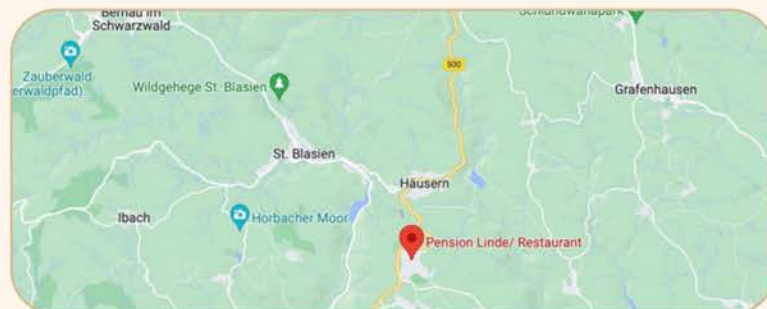 Bernau im
Schwarzwald
Zauberwald
erwaldpfad)
Wildgehege St. Blasien
500
Schlühüwanapark
Grafenhausen
St. Blasien
Häusern
Ibach
Horbacher Moor
Pension Linde/ Restaurant